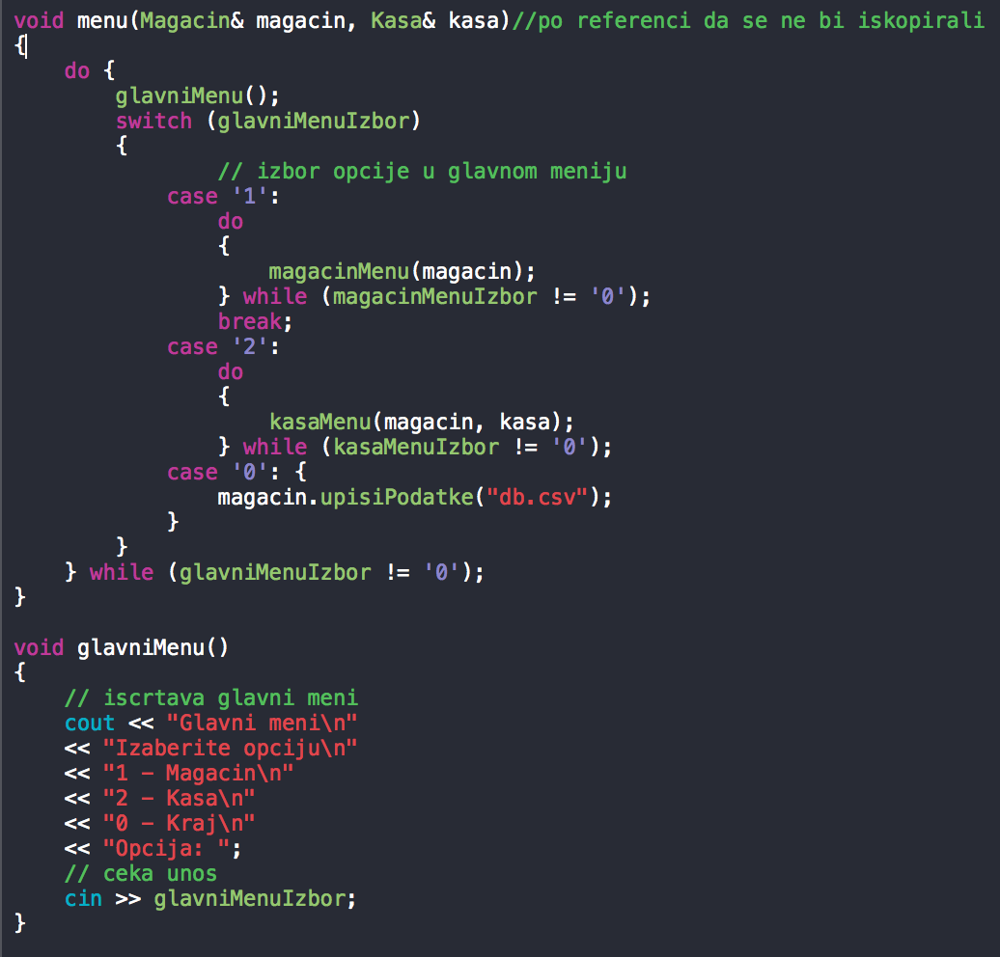 void menu(Magacin& magacin, Kasa& kasa)//po referenci da se ne bi iskopirali
{
    do {
        glavniMenu();
        switch (glavniMenuIzbor)
        {
                // izbor opcije u glavnom meniju
            case '1':
                do
                {
                    magacinMenu(magacin);
                } while (magacinMenuIzbor != '0');
                break;
            case '2':
                do
                {
                    kasaMenu(magacin, kasa);
                } while (kasaMenuIzbor != '0');
            case '0': {
                magacin.upisiPodatke("db.csv");
            }
        }
    } while (glavniMenuIzbor != '0');
}

void glavniMenu()
{
    // iscrtava glavni meni
    cout << "Glavni meni\n"
    << "Izaberite opciju\n"
    << "1 - Magacin\n"
    << "2 - Kasa\n"
    << "0 - Kraj\n"
    << "Opcija: ";
    // ceka unos
    cin >> glavniMenuIzbor;
}